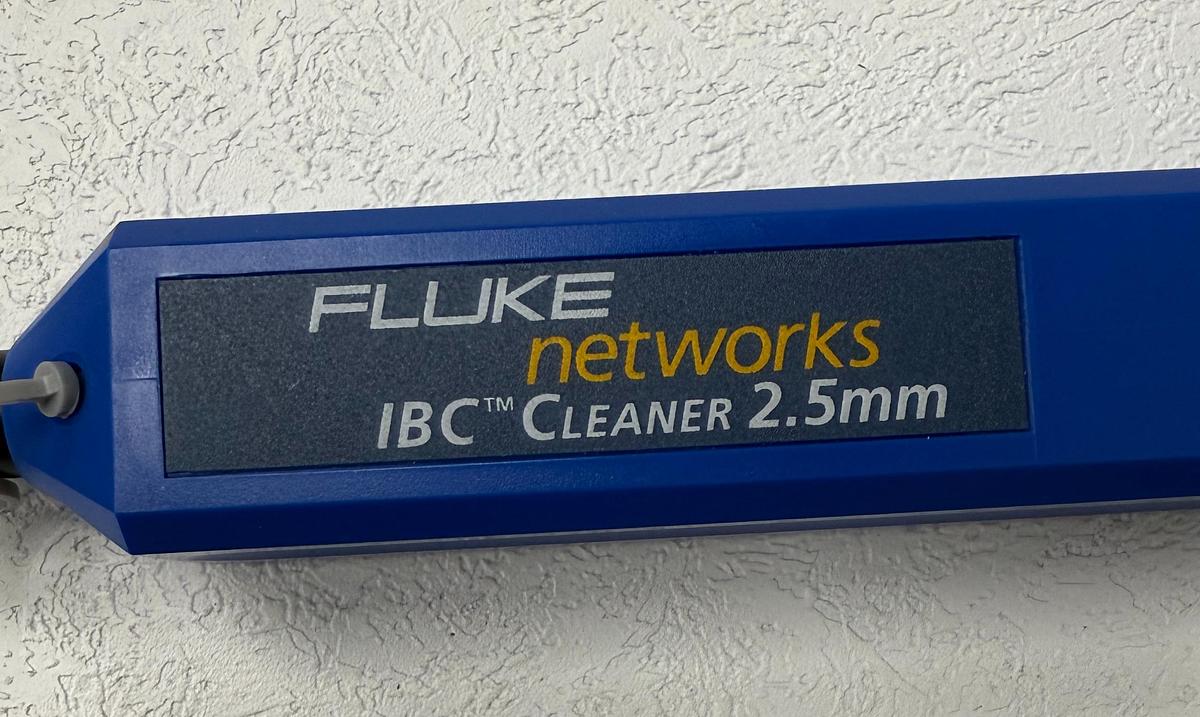 FLUKE
networks
IBC™ CLEANER 2.5mm